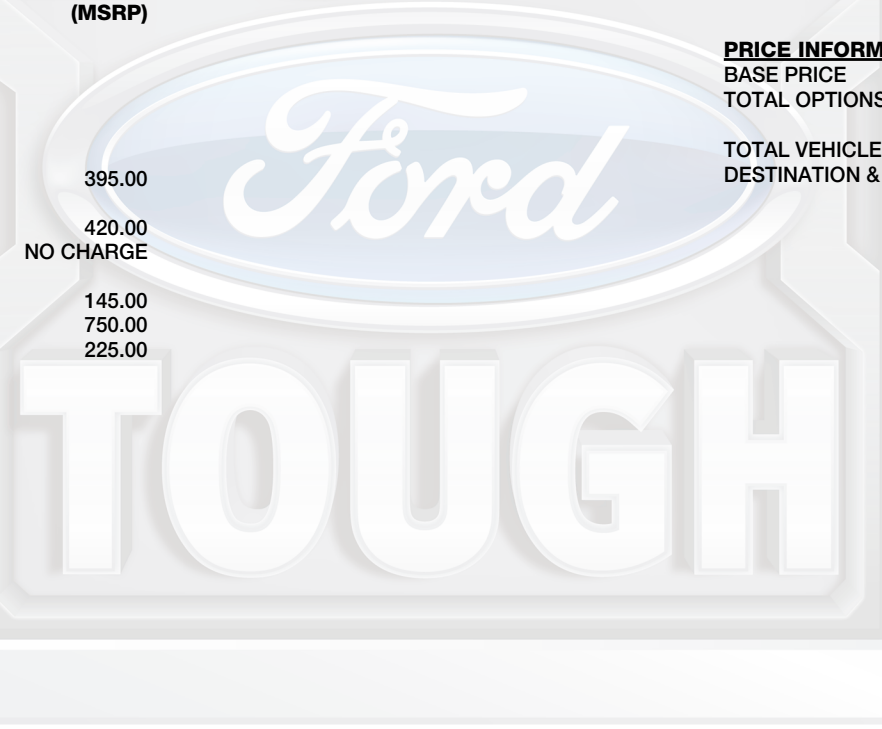 (MSRP)
395.00
420.00
NO CHARGE
145.00
750.00
225.00
PRICE INFORM
BASE PRICE
TOTAL OPTIONS
TOTAL VEHICLE
DESTINATION &
Ford
TOUGH